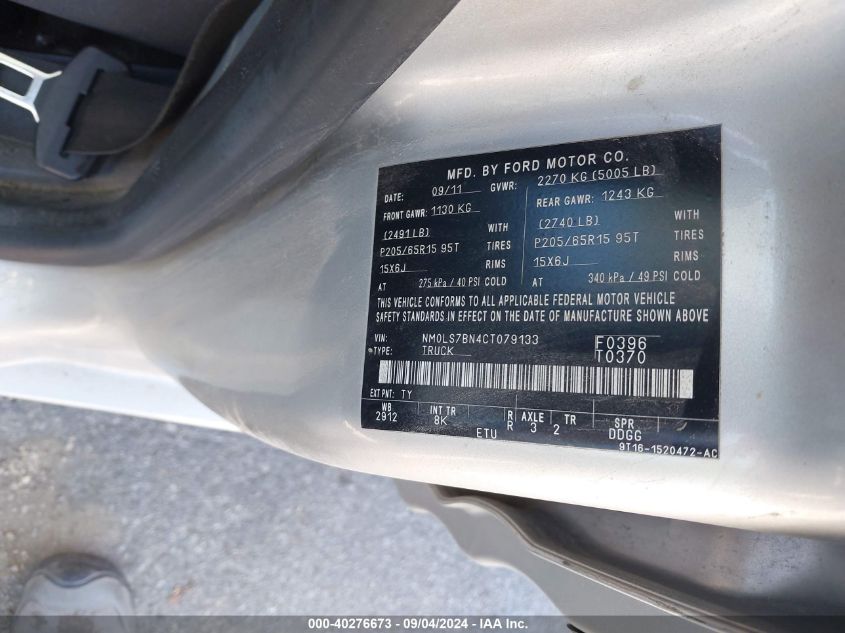 MFD. BY FORD MOTOR CO.
DATE: 09/11 GVWR: 2270 KG (5005 LB)
FRONT GAWR: 1130 KG REAR GAWR: 1243 KG
(2491 LB) WITH (2740 LB) WITH
P205/65R15 95T TIRES P205/65R15 95T TIRES
15X6J RIMS 15X6J RIMS
AT 275 kPa / 40 PSI COLD AT 340 kPa / 49 PSI COLD
THIS VEHICLE CONFORMS TO ALL APPLICABLE FEDERAL MOTOR VEHICLE
SAFETY STANDARDS IN EFFECT ON THE DATE OF MANUFACTURE SHOWN ABOVE
VIN: NM0LS7BN4CT079133 F0396
*TYPE: TRUCK T0370
EXT PNT: TY
WB INT TR R AXLE TR SPR
2912 8K R 3 2 DDGG
ETU 9T16-1520472-AC
000-40276673 - 09/04/2024 - IAAI.com